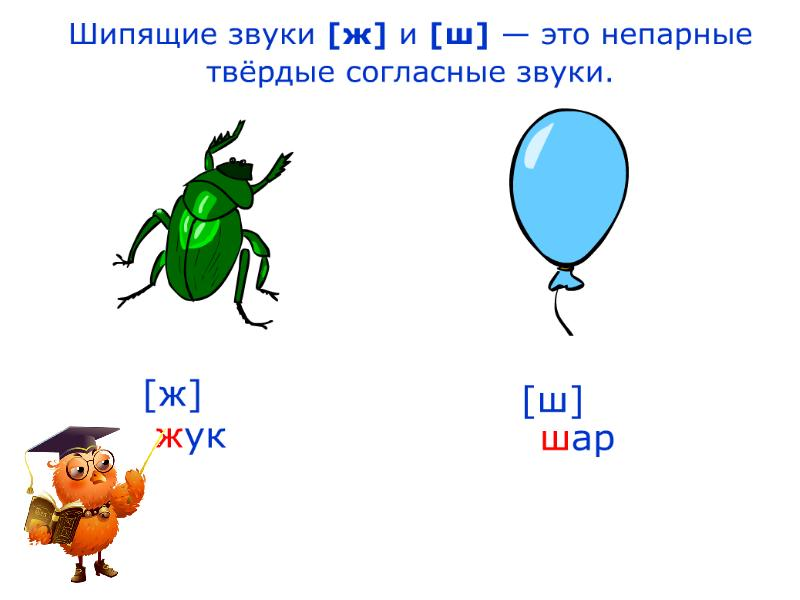 Шипящие звуки [ж] и [ш] — это непарные
твёрдые согласные звуки.
[ж]
жук
[ш]
шар